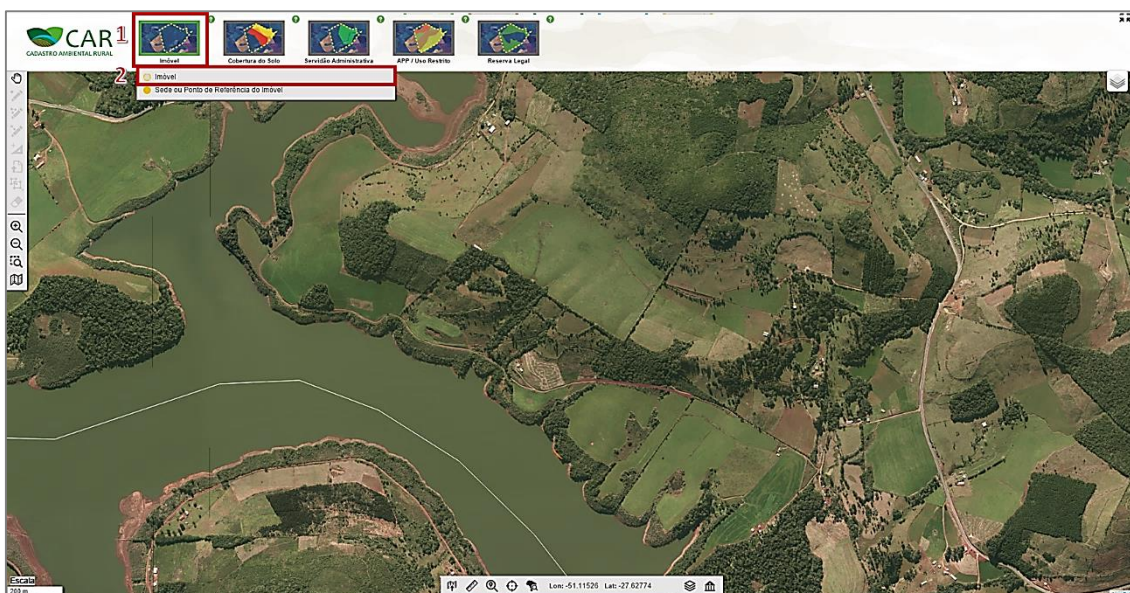 1
CAR
CADASTRO AMBIENTAL RURAL
Imóvel
Cobertura do Solo
Servidão Administrativa
APP / Uso Restrito
Reserva Legal
2
Imóvel
Sede ou Ponto de Referência do Imóvel
Escala
200 m
Lon: -51.11526 Lat: -27.62774